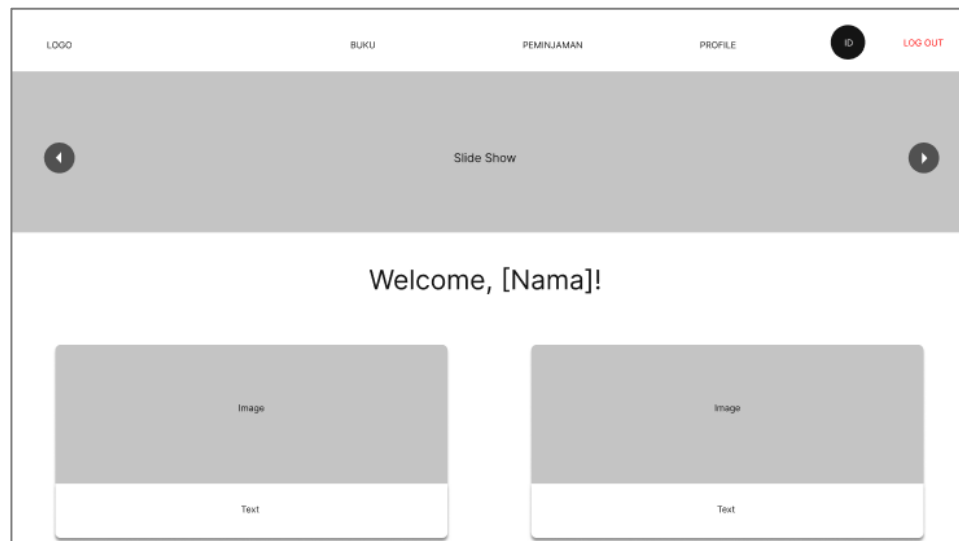 LOGO BUKU PEMINJAMAN PROFILE ID LOG OUT
Slide Show
Welcome, [Nama]!
Image Image
Text Text